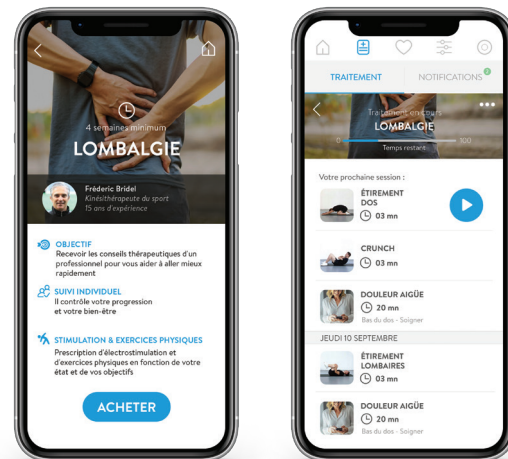 4 semaines minimum
LOMBALGIE
Fréderic Bridel
Kinésithérapeute du sport
15 ans d'expérience
OBJECTIF
Recevoir les conseils thérapeutiques d'un
professionnel pour vous aider à aller mieux
rapidement
SUIVI INDIVIDUEL
Il contrôle votre progression
et votre bien-être
STIMULATION & EXERCICES PHYSIQUES
Prescription d'électrostimulation et
d'exercices physiques en fonction de votre
état et de vos objectifs
ACHETER
TRAITEMENT
NOTIFICATIONS 2
Traitement en cours
LOMBALGIE
0 100
Temps restant
Votre prochaine session :
ÉTIREMENT
DOS
03 mn
CRUNCH
03 mn
DOULEUR AIGÜE
20 mn
Bas du dos - Soigner
JEUDI 10 SEPTEMBRE
ÉTIREMENT
LOMBAIRES
03 mn
DOULEUR AIGÜE
20 mn
Bas du dos - Soigner